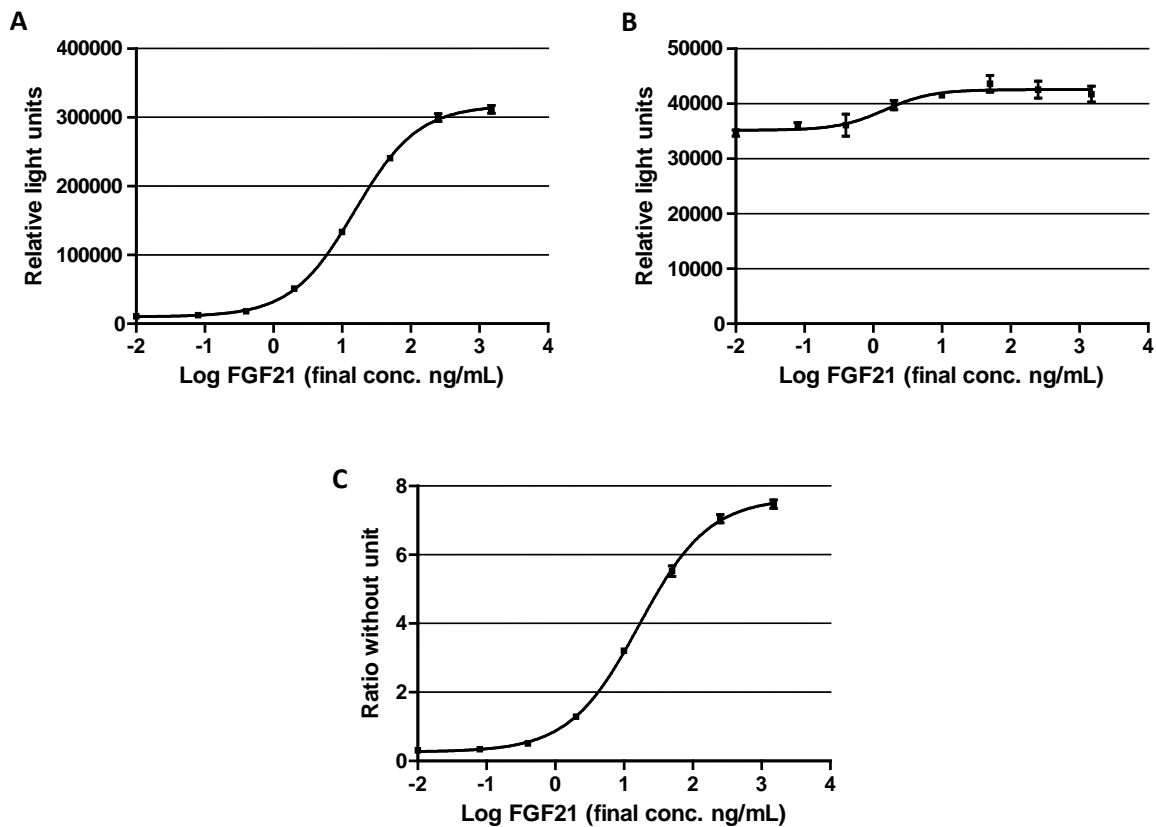 A
400000
300000
200000
100000
0
Relative light units
-2 -1 0 1 2 3 4
Log FGF21 (final conc. ng/mL)
B
50000
40000
30000
20000
10000
0
Relative light units
-2 -1 0 1 2 3 4
Log FGF21 (final conc. ng/mL)
C
8
6
4
2
0
Ratio without unit
-2 -1 0 1 2 3 4
Log FGF21 (final conc. ng/mL)